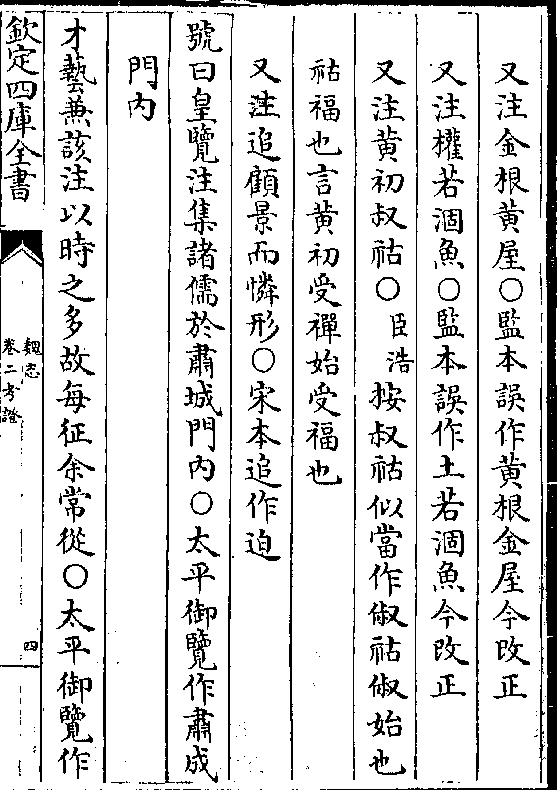 又注金根黄屋○監本誤作黄根金屋今改正
又注權若涸魚○監本誤作土若涸魚今改正
又注黄初叔祜○臣浩按叔祜似當作俶祜俶始也
祜福也言黄初受禪始受福也
又注追顧景而憐形○宋本追作迫
號曰皇覽注集諸儒於肅城門内○太平御覽作肅成
門内
才藝兼該注以時之多故每征余常從○太平御覽作
欽定四庫全書
魏志
卷二考證
四